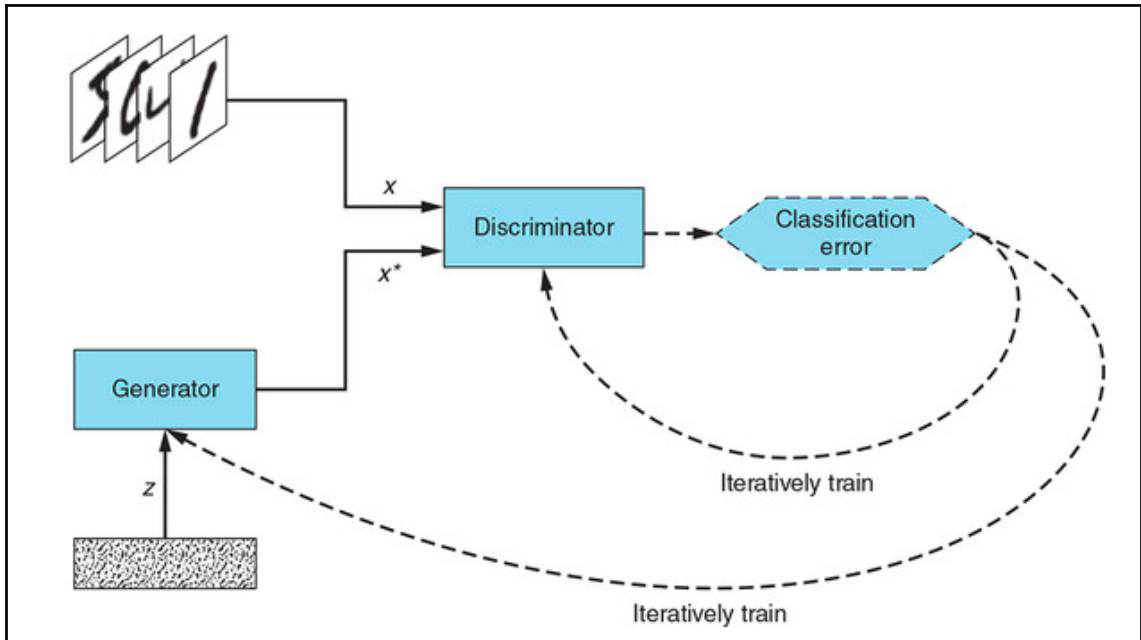 x
Discriminator
Classification
error
x*
Generator
z
Iteratively train
Iteratively train